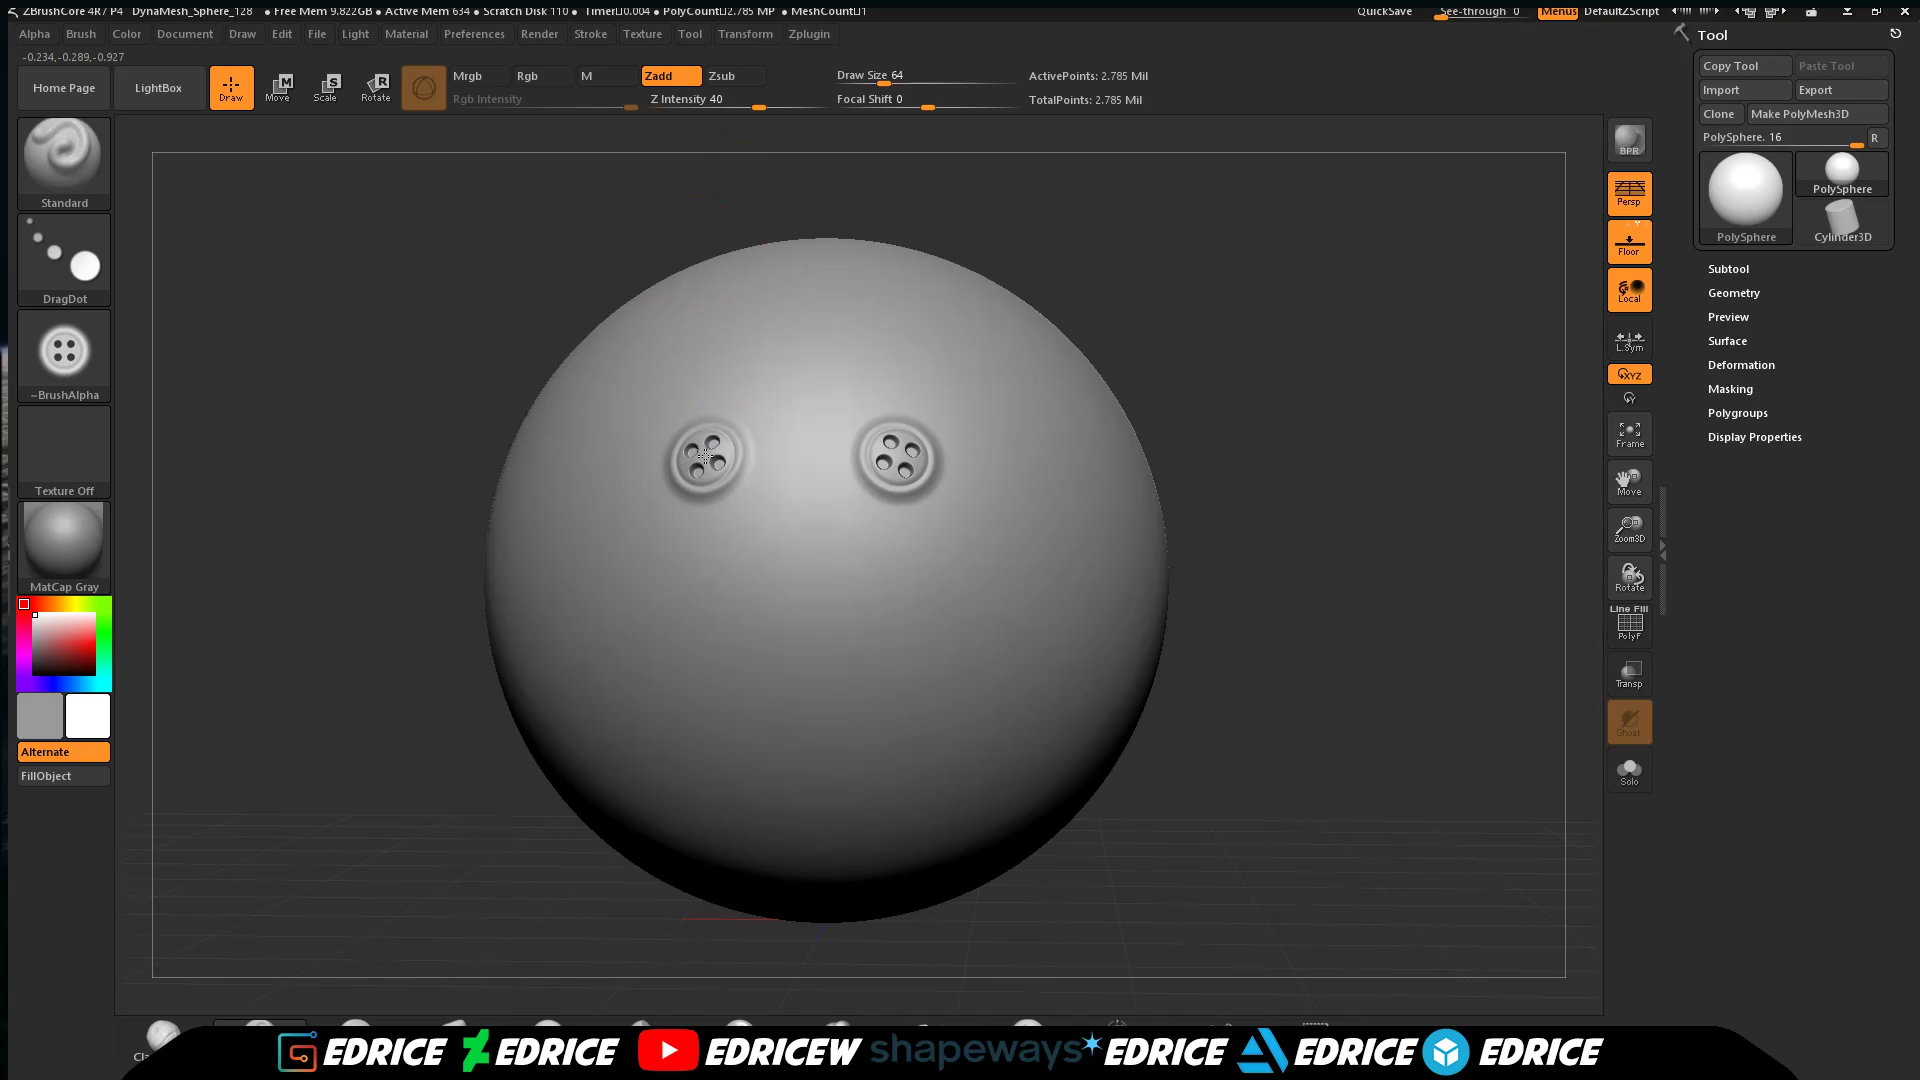 ZBrushCore 4R7 P4 DynaMesh_Sphere_128 • Free Mem 9.822GB • Active Mem 634 • Scratch Disk 110 • Timer▯0.004 • PolyCount▯2.785 MP • MeshCount▯1 QuickSave See-through 0 Menus DefaultZScript
Alpha Brush Color Document Draw Edit File Light Material Preferences Render Stroke Texture Tool Transform Zplugin
Tool
-0.234,-0.289,-0.927
Home Page LightBox Draw Move Scale Rotate
M S R
Mrgb Rgb M Zadd Zsub
Rgb Intensity Z Intensity 40
Draw Size 64
Focal Shift 0
ActivePoints: 2.785 Mil
TotalPoints: 2.785 Mil
Copy Tool Paste Tool
Import Export
Clone Make PolyMesh3D
PolySphere. 16 R
PolySphere
PolySphere Cylinder3D
Subtool
Geometry
Preview
Surface
Deformation
Masking
Polygroups
Display Properties
Standard
DragDot
~BrushAlpha
Texture Off
MatCap Gray
Alternate
FillObject
BPR
Persp
Floor
Local
L.Sym
XYZ
Y
Frame
Move
Zoom3D
Rotate
Line Fill
PolyF
Transp
Ghost
Solo
EDRICE EDRICE EDRICEW shapeways* EDRICE EDRICE EDRICE